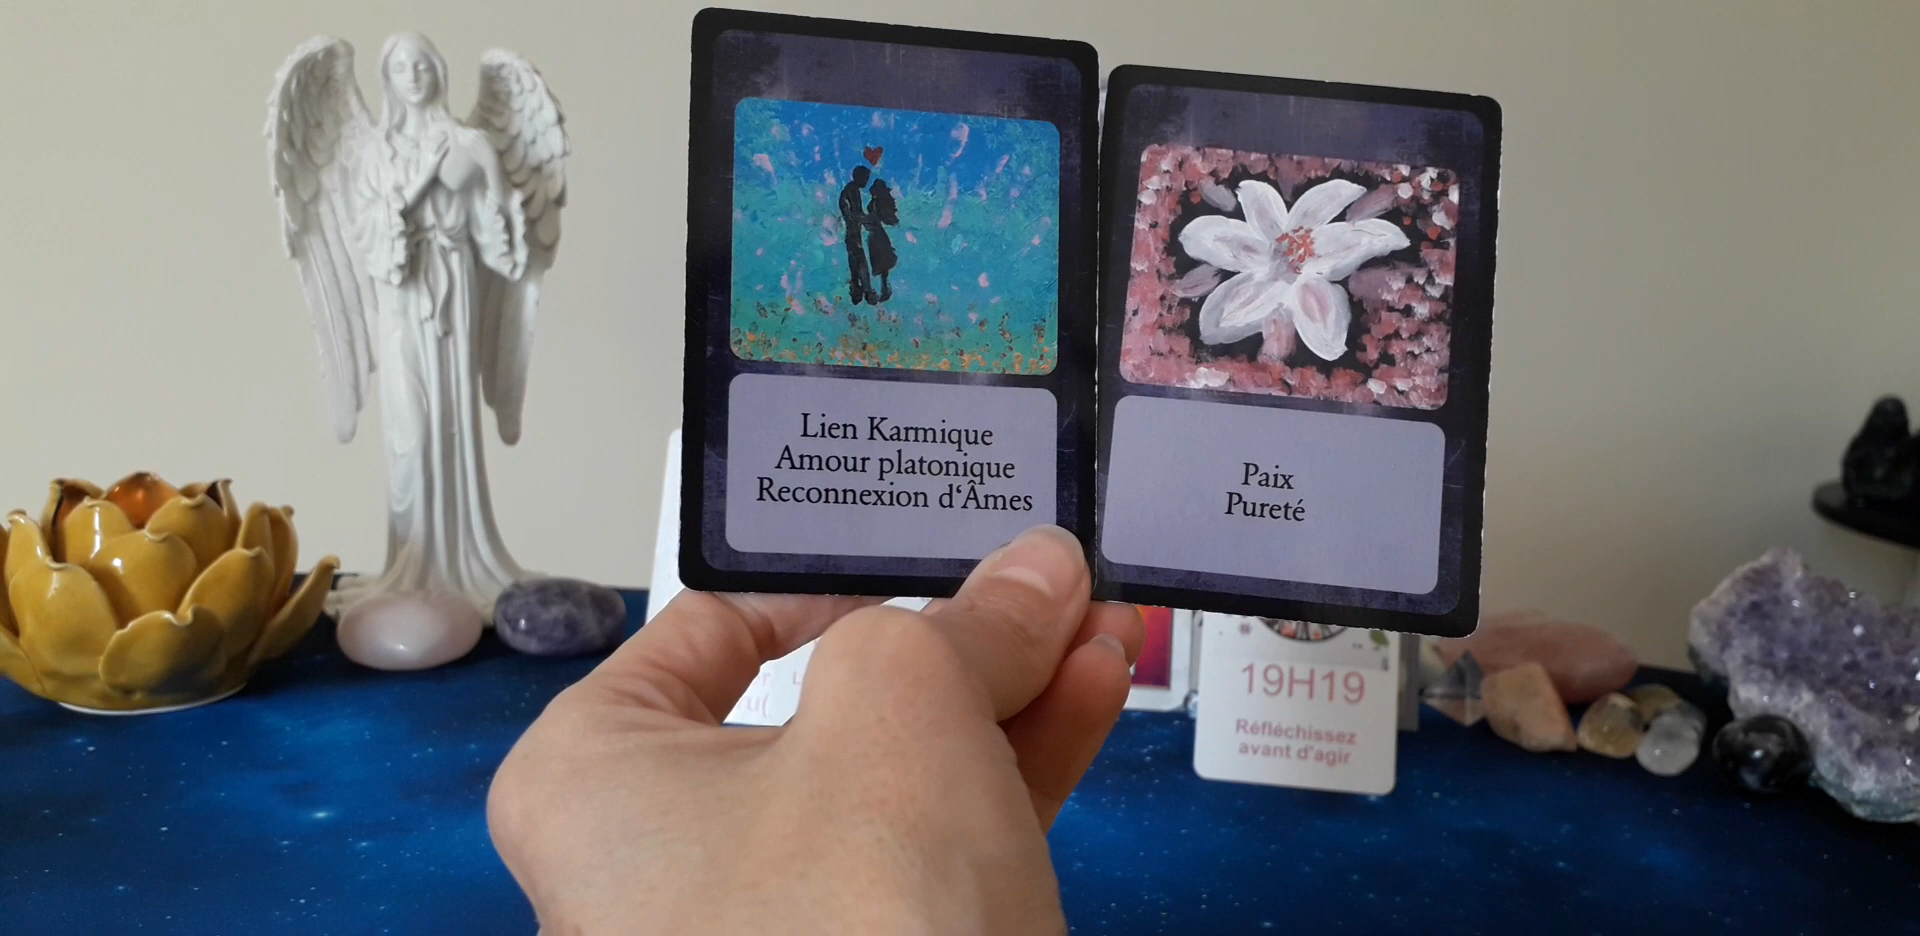 Lien Karmique
Amour platonique
Reconnexion d‘Âmes
Paix
Pureté
19H19
Réfléchissez
avant d'agir